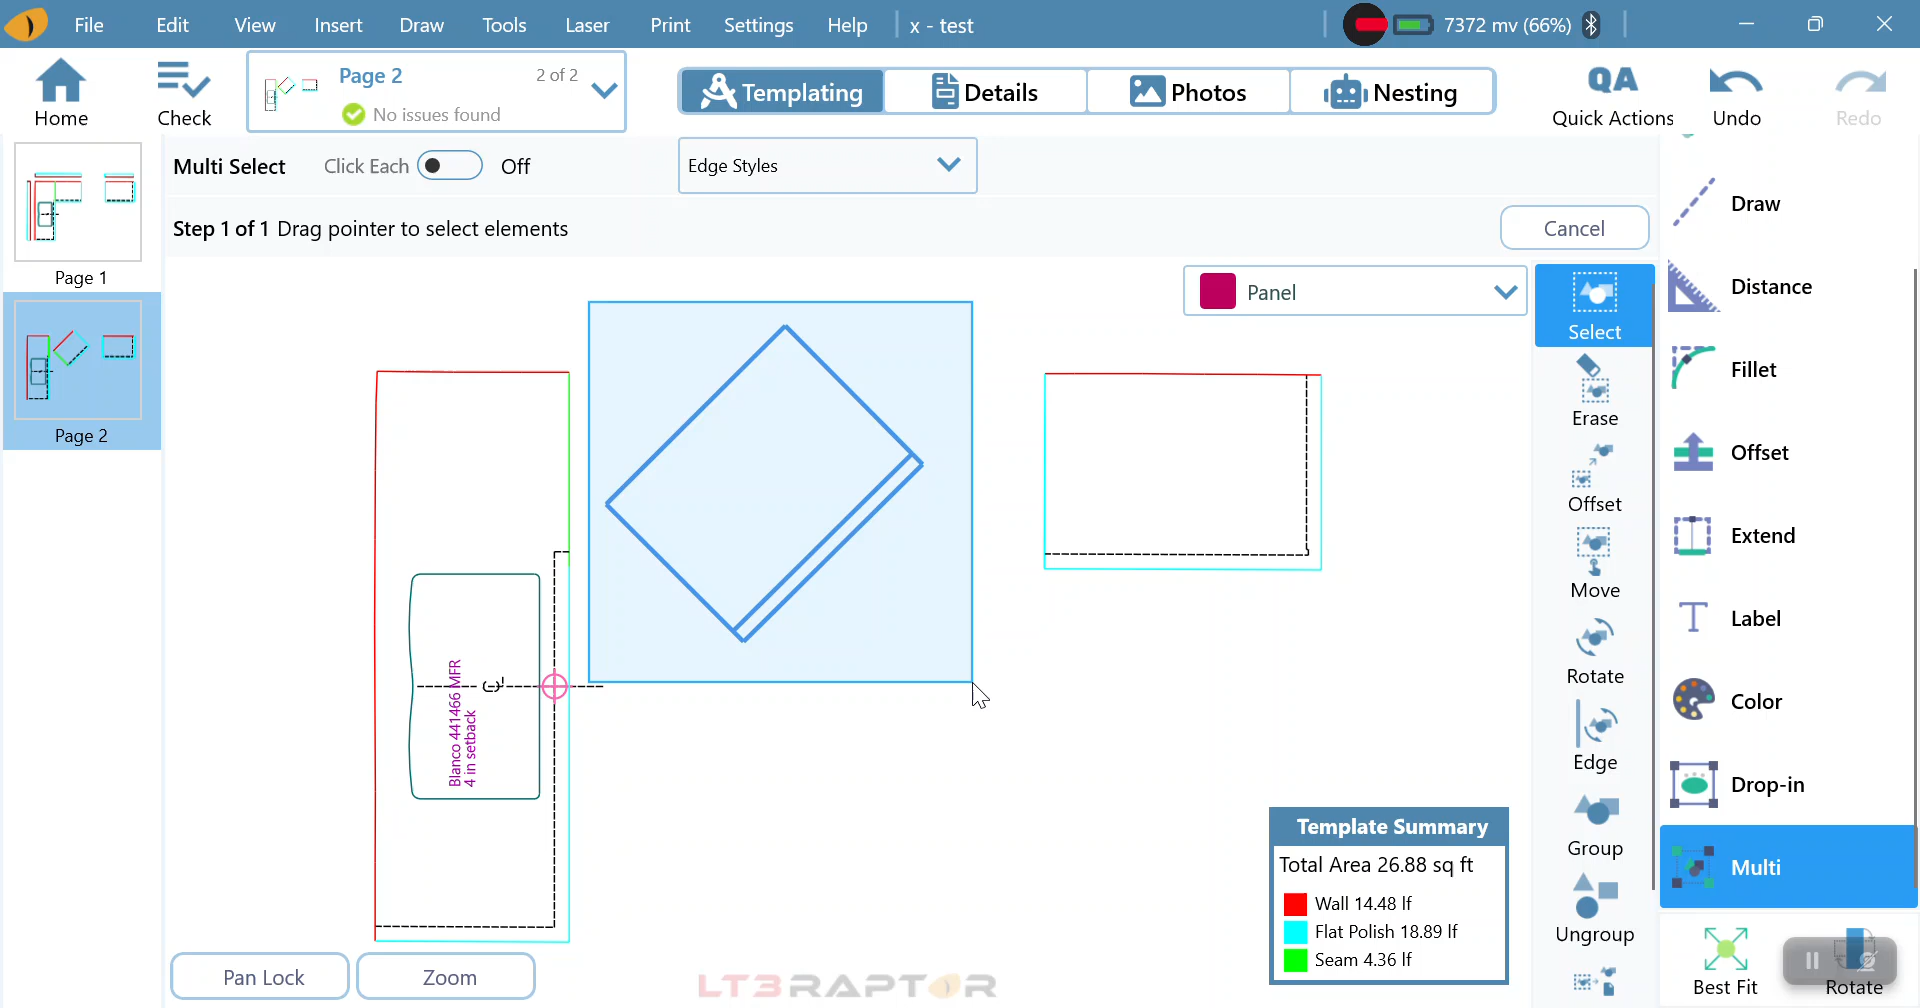 File Edit View Insert Draw Tools Laser Print Settings Help x - test 7372 mv (66%)
Home
Check
Page 2 2 of 2
No issues found
Templating Details Photos Nesting
QA
Quick Actions
Undo
Redo
Page 1
Page 2
Multi Select Click Each Off
Edge Styles
Step 1 of 1 Drag pointer to select elements
Cancel
Panel
Blanco 441466 MFR
4 in setback
Template Summary
Total Area 26.88 sq ft
Wall 14.48 lf
Flat Polish 18.89 lf
Seam 4.36 lf
Pan Lock
Zoom
LT3RAPTOR
Select
Erase
Offset
Move
Rotate
Edge
Group
Ungroup
Draw
Distance
Fillet
Offset
Extend
Label
Color
Drop-in
Multi
Best Fit
Rotate